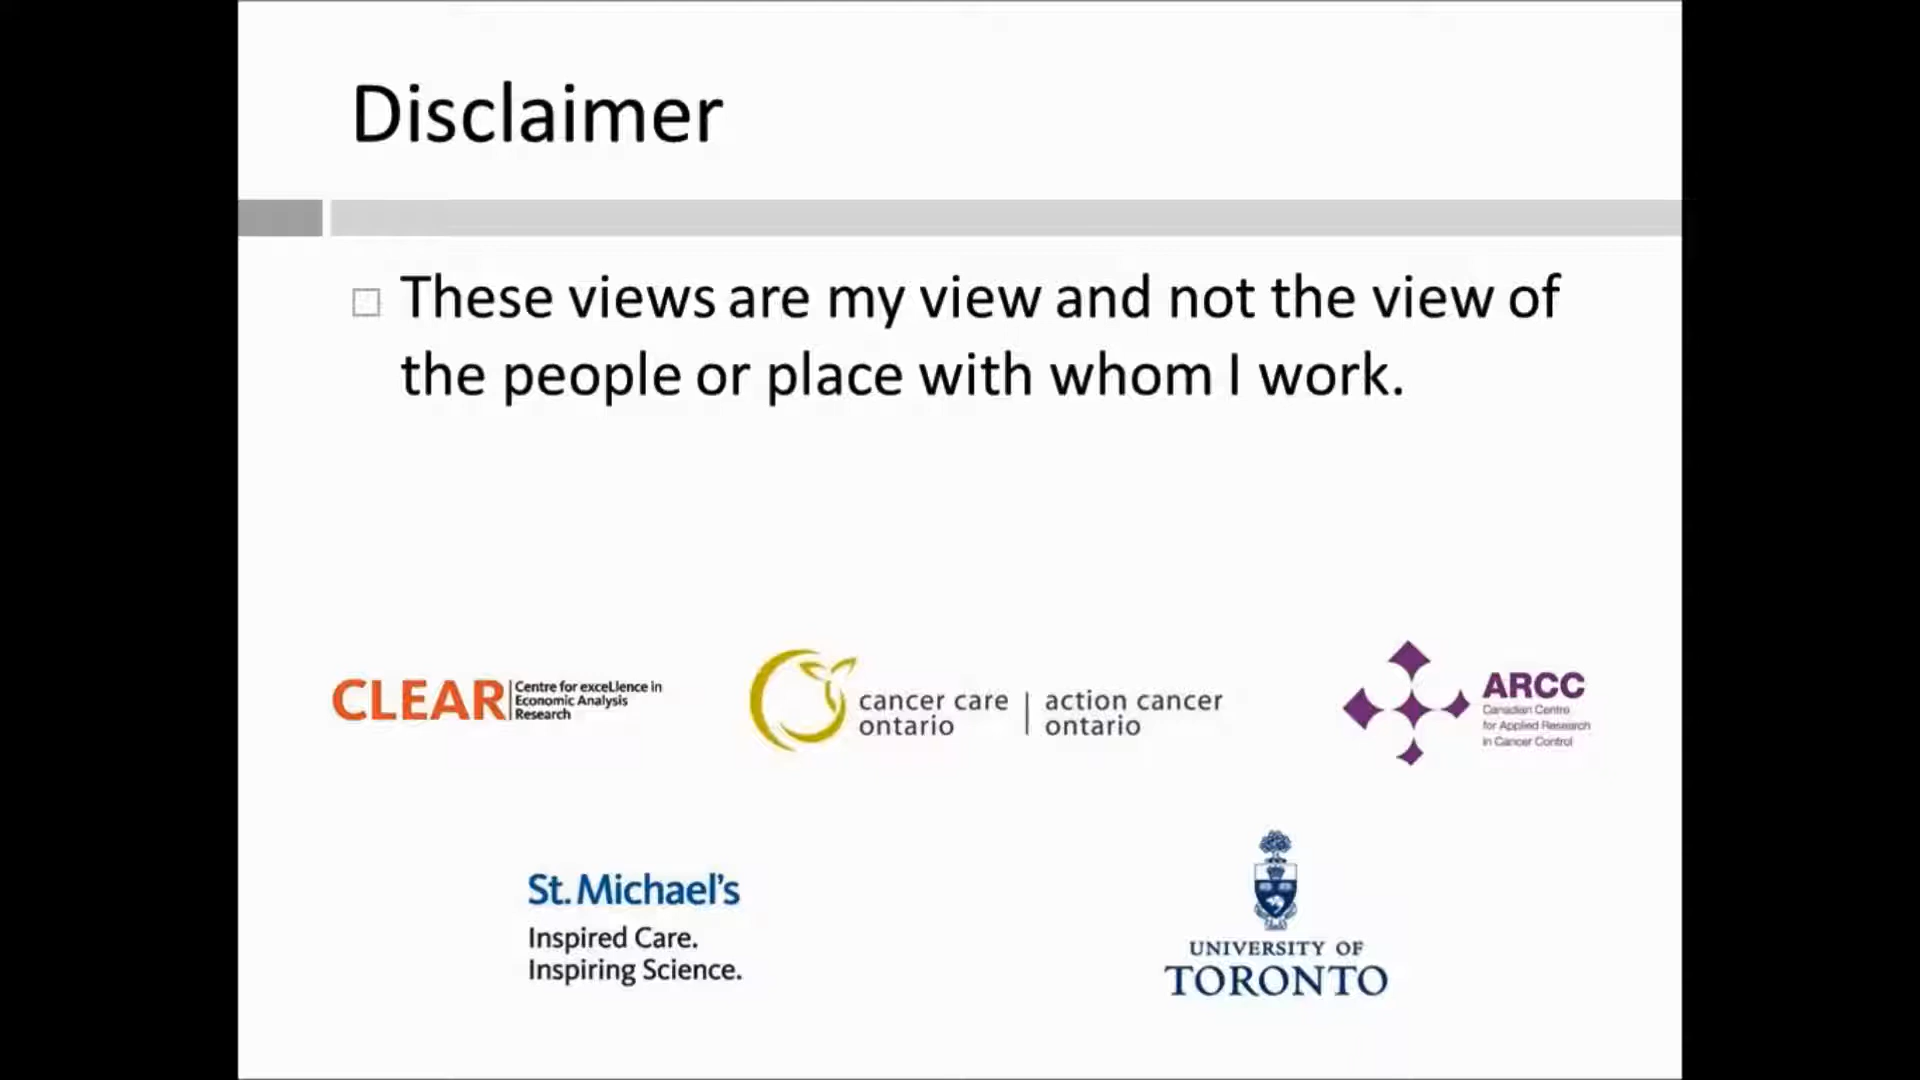 Disclaimer
These views are my view and not the view of
the people or place with whom I work.
CLEAR
Centre for exceLlence in
Economic Analysis
Research
cancer care
ontario
action cancer
ontario
ARCC
Canadian Centre
for Applied Research
in Cancer Control
St. Michael's
Inspired Care.
Inspiring Science.
UNIVERSITY OF
TORONTO